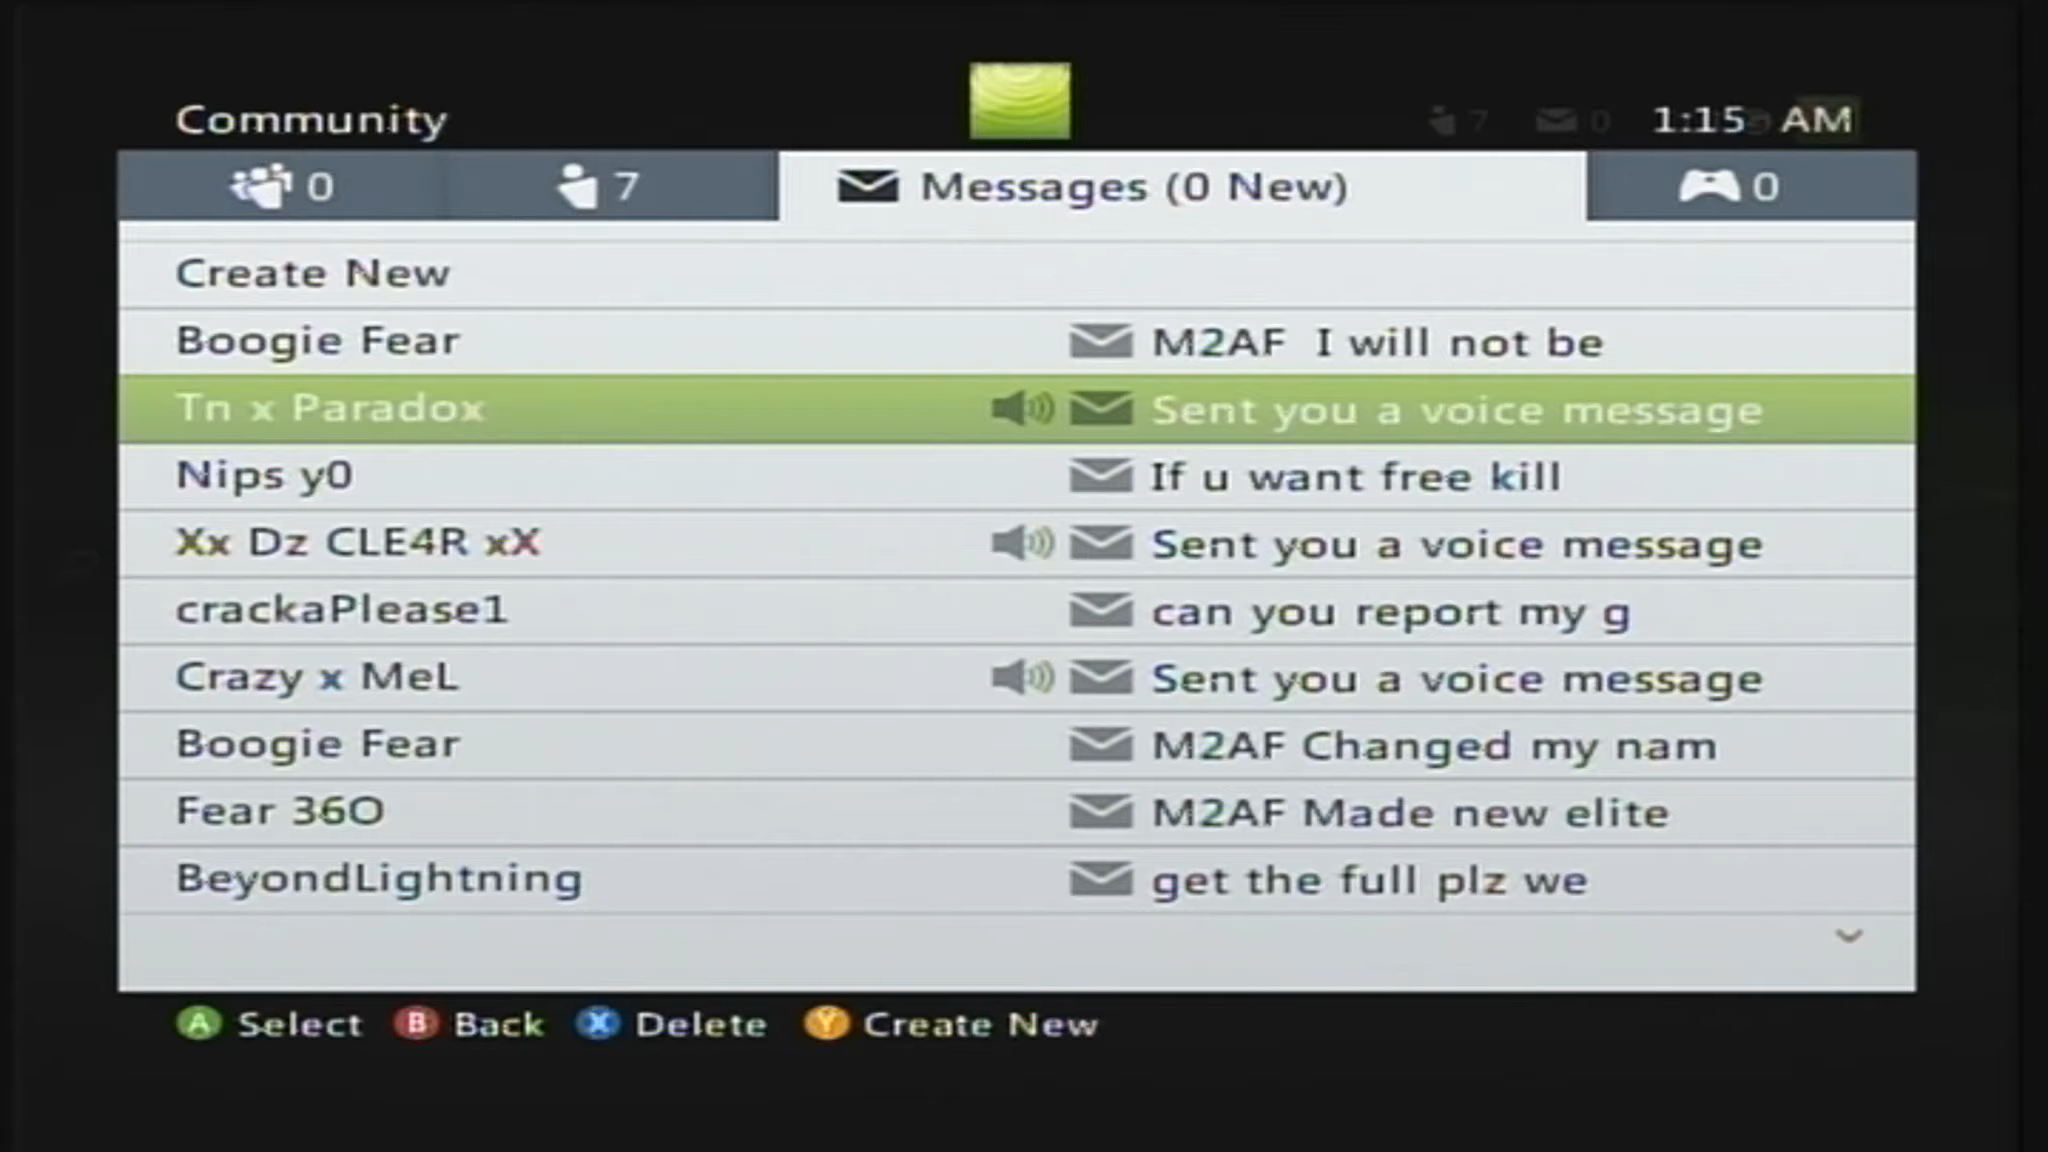 Community
7 0 1:15 AM
0 7 Messages (0 New) 0
Create New
Boogie Fear M2AF I will not be
Tn x Paradox Sent you a voice message
Nips y0 If u want free kill
Xx Dz CLE4R xX Sent you a voice message
crackaPlease1 can you report my g
Crazy x MeL Sent you a voice message
Boogie Fear M2AF Changed my nam
Fear 36O M2AF Made new elite
BeyondLightning get the full plz we
A Select B Back X Delete Y Create New